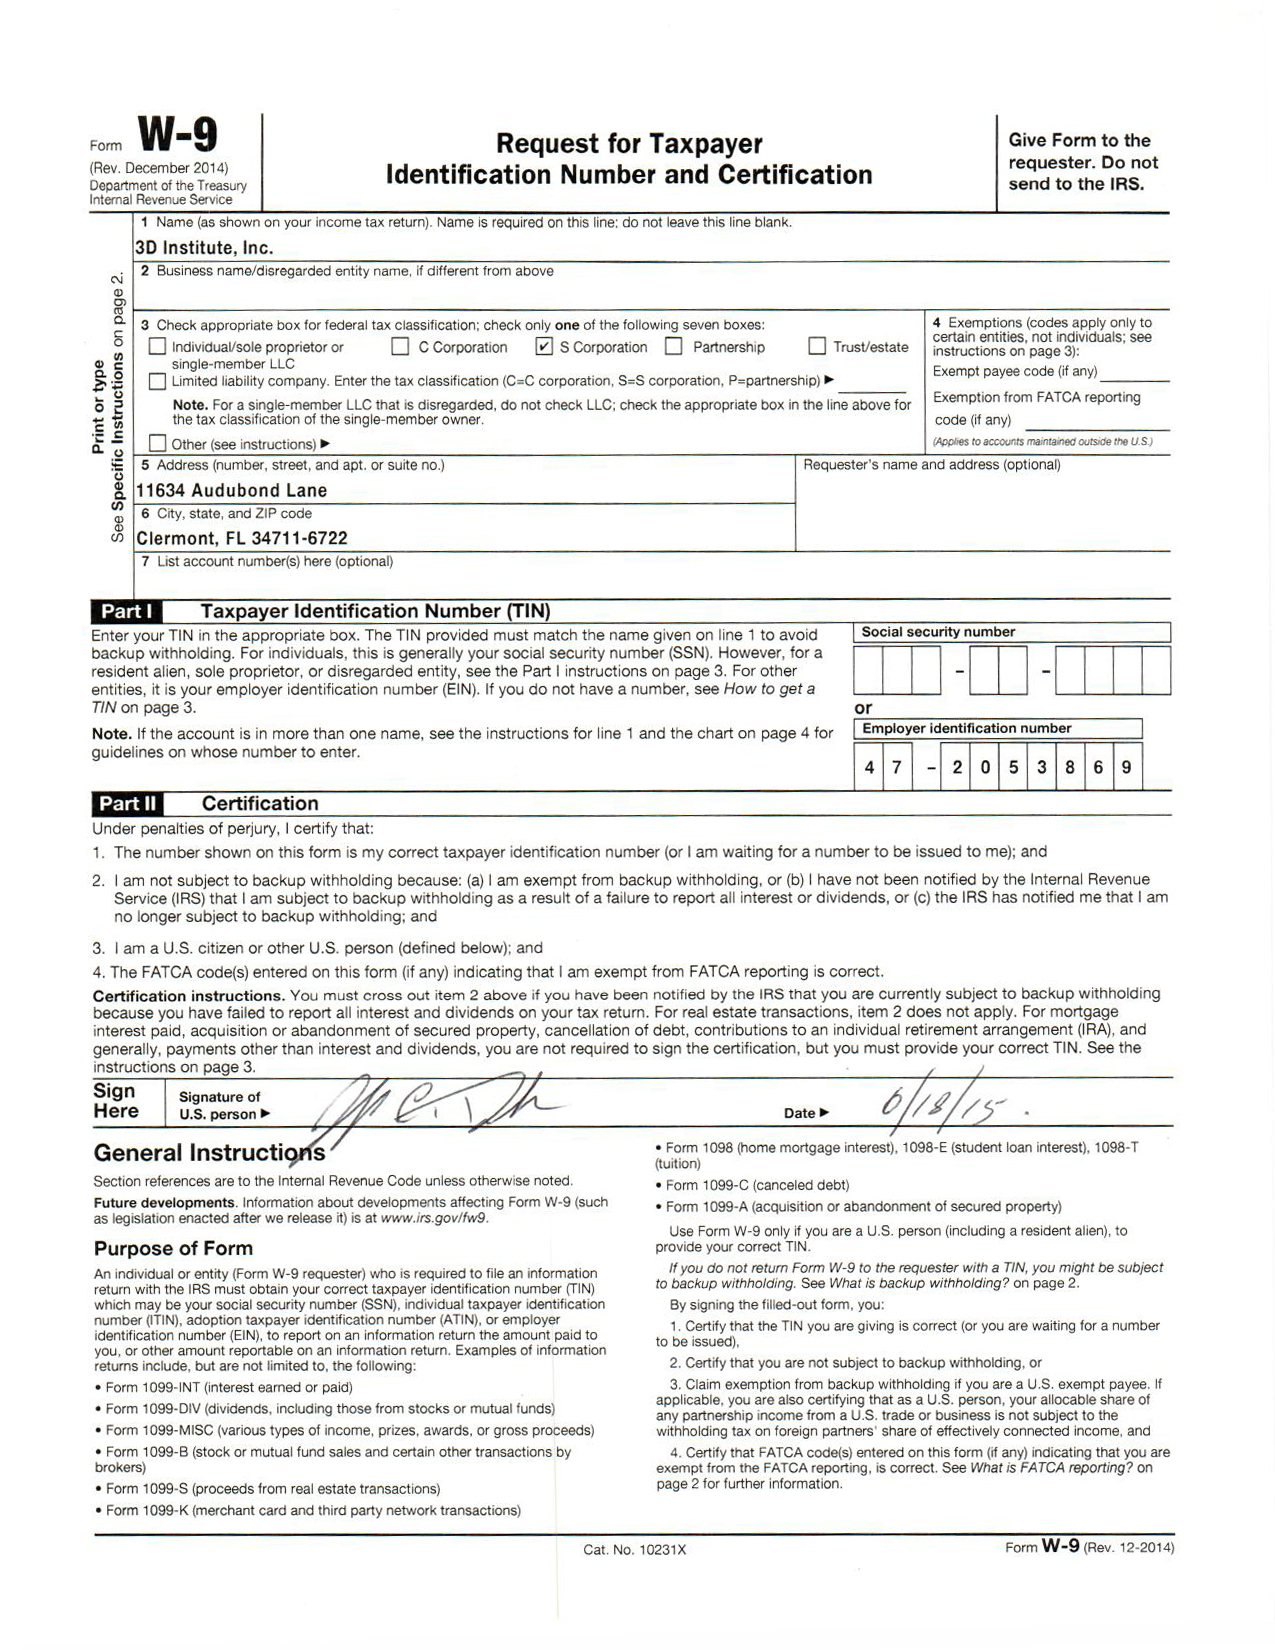 Form W-9
(Rev. December 2014)
Department of the Treasury
Internal Revenue Service
Request for Taxpayer
Identification Number and Certification
Give Form to the
requester. Do not
send to the IRS.
Print or type
See Specific Instructions on page 2.
1 Name (as shown on your income tax return). Name is required on this line; do not leave this line blank.
3D Institute, Inc.
2 Business name/disregarded entity name, if different from above
3 Check appropriate box for federal tax classification; check only one of the following seven boxes:
Individual/sole proprietor or
single-member LLC
C Corporation
✓ S Corporation
Partnership
Trust/estate
Limited liability company. Enter the tax classification (C=C corporation, S=S corporation, P=partnership) ▶
Note. For a single-member LLC that is disregarded, do not check LLC; check the appropriate box in the line above for
the tax classification of the single-member owner.
Other (see instructions) ▶
4 Exemptions (codes apply only to
certain entities, not individuals; see
instructions on page 3):
Exempt payee code (if any)
Exemption from FATCA reporting
code (if any)
(Applies to accounts maintained outside the U.S.)
5 Address (number, street, and apt. or suite no.)
11634 Audubond Lane
Requester's name and address (optional)
6 City, state, and ZIP code
Clermont, FL 34711-6722
7 List account number(s) here (optional)
Part I Taxpayer Identification Number (TIN)
Enter your TIN in the appropriate box. The TIN provided must match the name given on line 1 to avoid
backup withholding. For individuals, this is generally your social security number (SSN). However, for a
resident alien, sole proprietor, or disregarded entity, see the Part I instructions on page 3. For other
entities, it is your employer identification number (EIN). If you do not have a number, see How to get a
TIN on page 3.
Note. If the account is in more than one name, see the instructions for line 1 and the chart on page 4 for
guidelines on whose number to enter.
Social security number
– –
or
Employer identification number
4 7 – 2 0 5 3 8 6 9
Part II Certification
Under penalties of perjury, I certify that:
1. The number shown on this form is my correct taxpayer identification number (or I am waiting for a number to be issued to me); and
2. I am not subject to backup withholding because: (a) I am exempt from backup withholding, or (b) I have not been notified by the Internal Revenue
Service (IRS) that I am subject to backup withholding as a result of a failure to report all interest or dividends, or (c) the IRS has notified me that I am
no longer subject to backup withholding; and
3. I am a U.S. citizen or other U.S. person (defined below); and
4. The FATCA code(s) entered on this form (if any) indicating that I am exempt from FATCA reporting is correct.
Certification instructions. You must cross out item 2 above if you have been notified by the IRS that you are currently subject to backup withholding
because you have failed to report all interest and dividends on your tax return. For real estate transactions, item 2 does not apply. For mortgage
interest paid, acquisition or abandonment of secured property, cancellation of debt, contributions to an individual retirement arrangement (IRA), and
generally, payments other than interest and dividends, you are not required to sign the certification, but you must provide your correct TIN. See the
instructions on page 3.
Sign
Here
Signature of
U.S. person ▶
Date ▶ 6/18/15.
General Instructions
Section references are to the Internal Revenue Code unless otherwise noted.
Future developments. Information about developments affecting Form W-9 (such
as legislation enacted after we release it) is at www.irs.gov/fw9.
Purpose of Form
An individual or entity (Form W-9 requester) who is required to file an information
return with the IRS must obtain your correct taxpayer identification number (TIN)
which may be your social security number (SSN), individual taxpayer identification
number (ITIN), adoption taxpayer identification number (ATIN), or employer
identification number (EIN), to report on an information return the amount paid to
you, or other amount reportable on an information return. Examples of information
returns include, but are not limited to, the following:
• Form 1099-INT (interest earned or paid)
• Form 1099-DIV (dividends, including those from stocks or mutual funds)
• Form 1099-MISC (various types of income, prizes, awards, or gross proceeds)
• Form 1099-B (stock or mutual fund sales and certain other transactions by
brokers)
• Form 1099-S (proceeds from real estate transactions)
• Form 1099-K (merchant card and third party network transactions)
• Form 1098 (home mortgage interest), 1098-E (student loan interest), 1098-T
(tuition)
• Form 1099-C (canceled debt)
• Form 1099-A (acquisition or abandonment of secured property)
Use Form W-9 only if you are a U.S. person (including a resident alien), to
provide your correct TIN.
If you do not return Form W-9 to the requester with a TIN, you might be subject
to backup withholding. See What is backup withholding? on page 2.
By signing the filled-out form, you:
1. Certify that the TIN you are giving is correct (or you are waiting for a number
to be issued),
2. Certify that you are not subject to backup withholding, or
3. Claim exemption from backup withholding if you are a U.S. exempt payee. If
applicable, you are also certifying that as a U.S. person, your allocable share of
any partnership income from a U.S. trade or business is not subject to the
withholding tax on foreign partners' share of effectively connected income, and
4. Certify that FATCA code(s) entered on this form (if any) indicating that you are
exempt from the FATCA reporting, is correct. See What is FATCA reporting? on
page 2 for further information.
Cat. No. 10231X
Form W-9 (Rev. 12-2014)